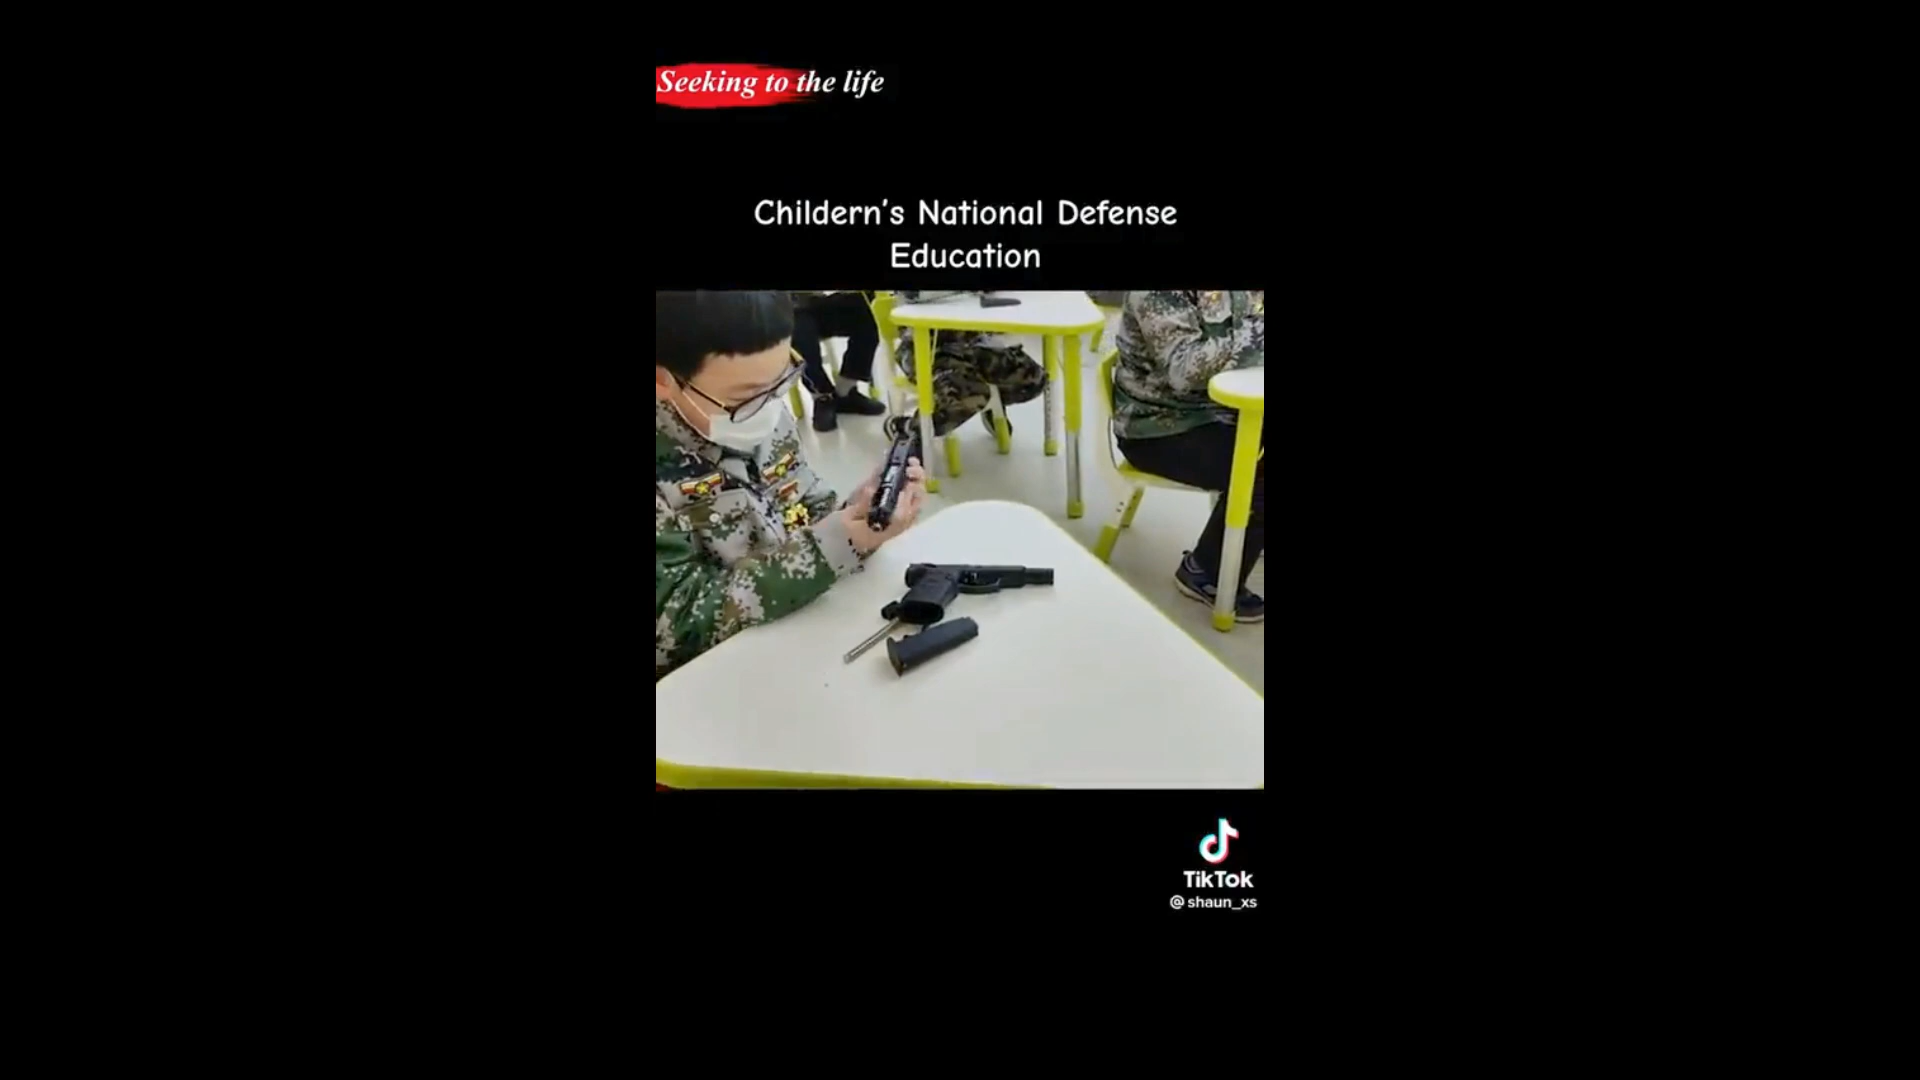 Seeking to the life
Childern's National Defense
Education
TikTok
@shaun_xs